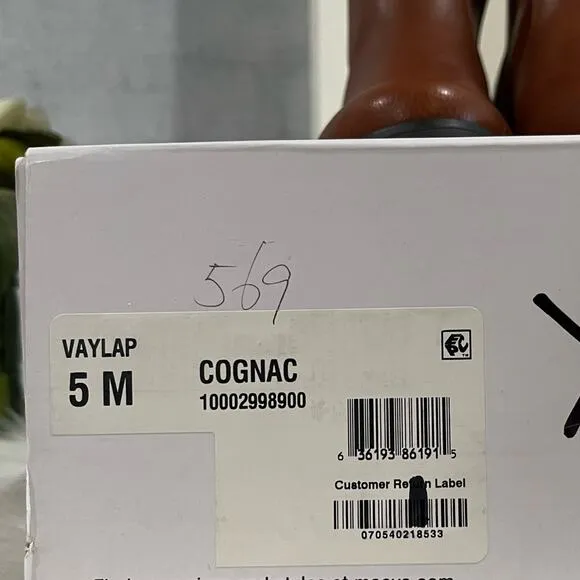 569
VAYLAP
5 M
COGNAC
10002998900
6 36193 86191 5
Customer Return Label
070540218533